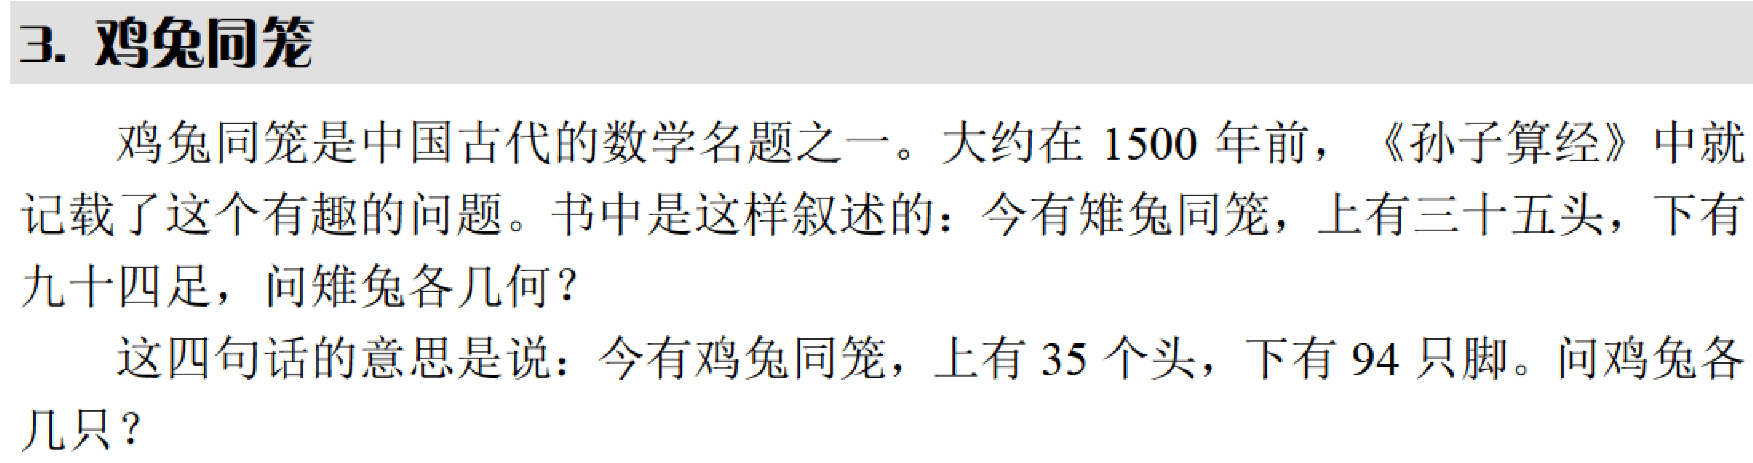 3. 鸡兔同笼
鸡兔同笼是中国古代的数学名题之一。大约在 1500 年前，《孙子算经》中就
记载了这个有趣的问题。书中是这样叙述的：今有雉兔同笼，上有三十五头，下有
九十四足，问雉兔各几何？
这四句话的意思是说：今有鸡兔同笼，上有 35 个头，下有 94 只脚。问鸡兔各
几只？